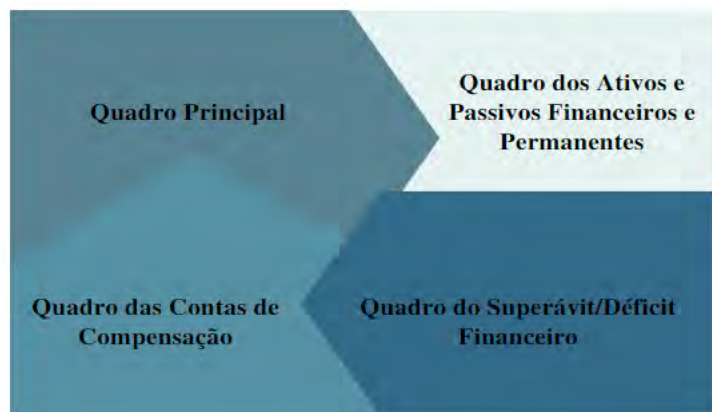 Quadro Principal
Quadro dos Ativos e
Passivos Financeiros e
Permanentes
Quadro das Contas de
Compensação
Quadro do Superávit/Déficit
Financeiro